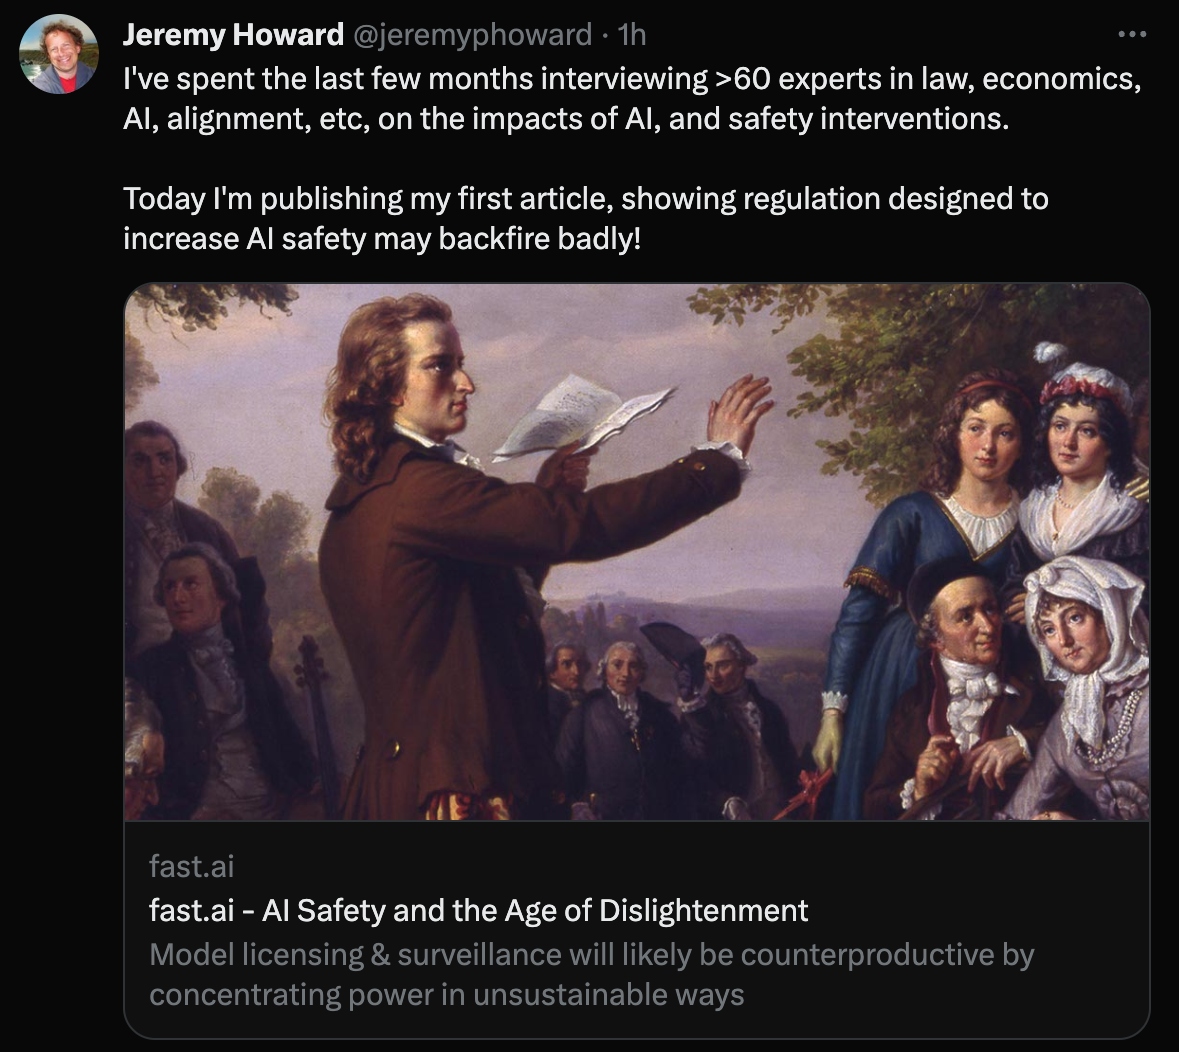 Jeremy Howard @jeremyphoward · 1h
I've spent the last few months interviewing >60 experts in law, economics,
AI, alignment, etc, on the impacts of AI, and safety interventions.
Today I'm publishing my first article, showing regulation designed to
increase AI safety may backfire badly!
fast.ai
fast.ai - AI Safety and the Age of Dislightenment
Model licensing & surveillance will likely be counterproductive by
concentrating power in unsustainable ways